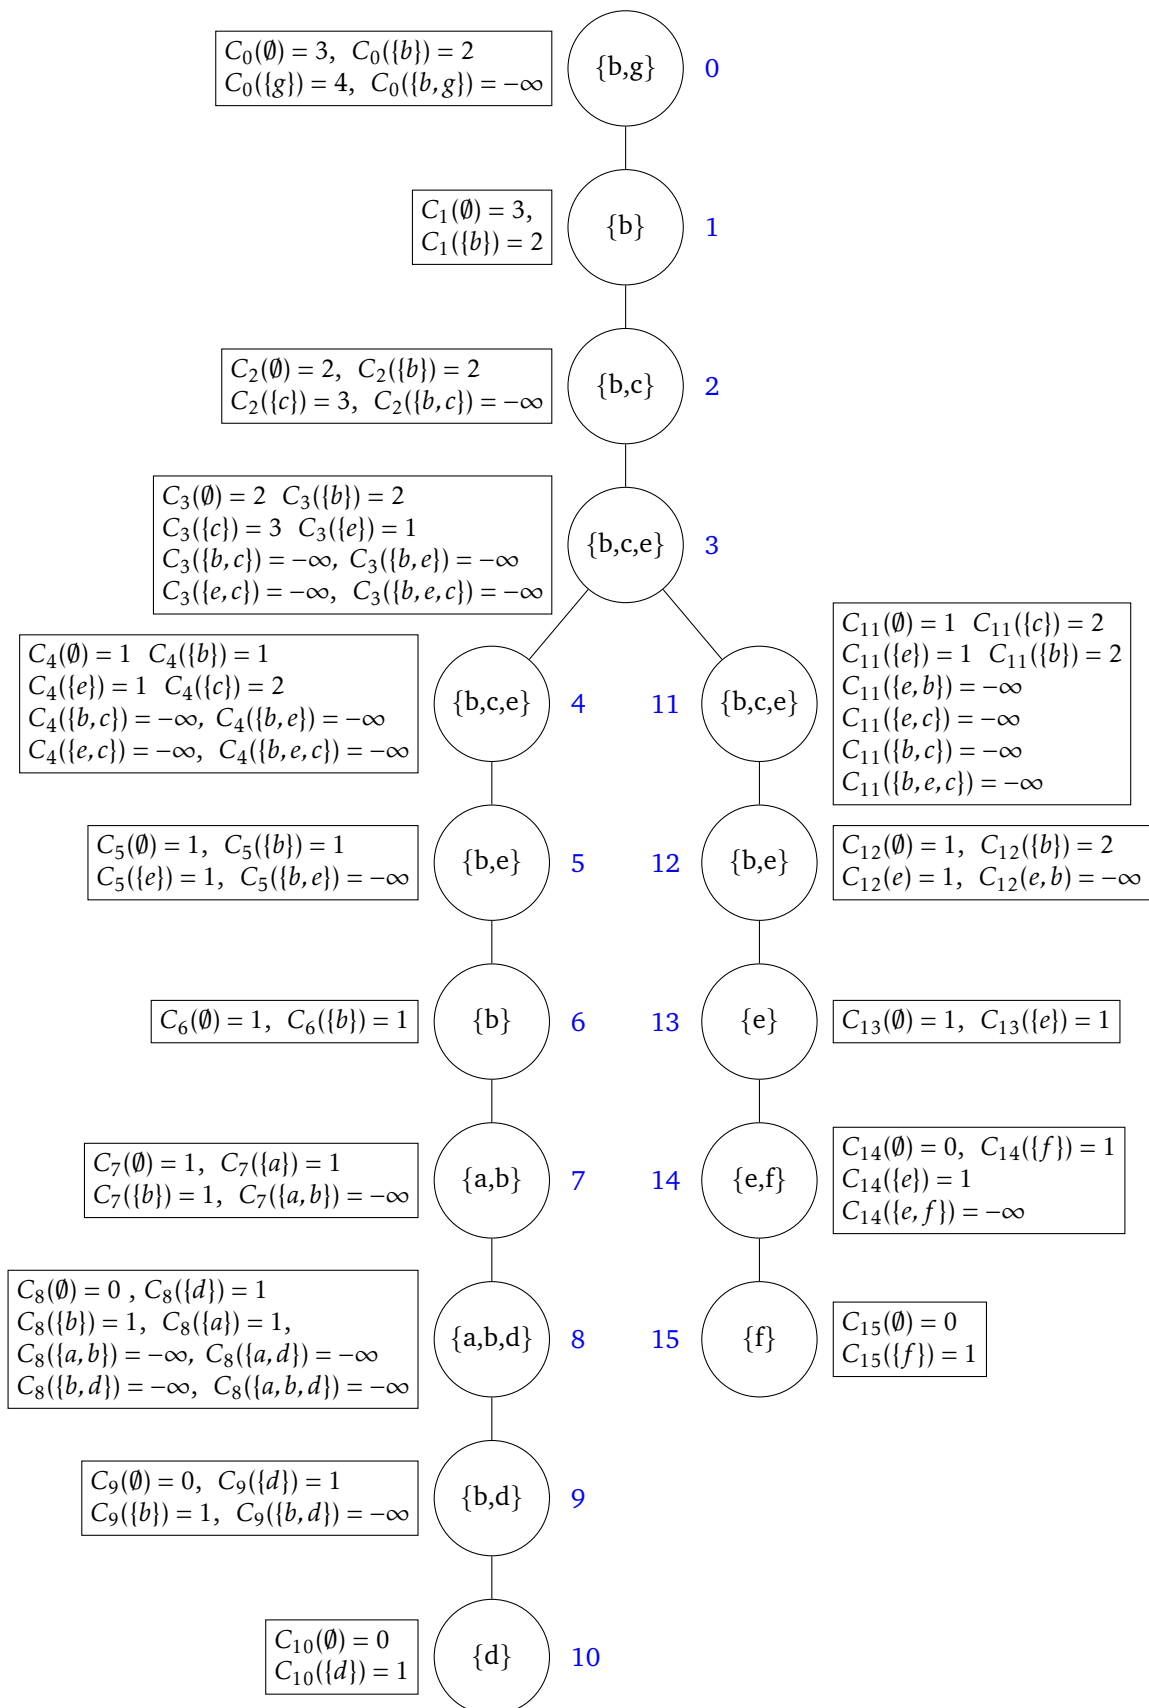 C₀(∅) = 3, C₀({b}) = 2
C₀({g}) = 4, C₀({b, g}) = −∞
{b,g}
0
C₁(∅) = 3,
C₁({b}) = 2
{b}
1
C₂(∅) = 2, C₂({b}) = 2
C₂({c}) = 3, C₂({b, c}) = −∞
{b,c}
2
C₃(∅) = 2 C₃({b}) = 2
C₃({c}) = 3 C₃({e}) = 1
C₃({b, c}) = −∞, C₃({b, e}) = −∞
C₃({e, c}) = −∞, C₃({b, e, c}) = −∞
{b,c,e}
3
C₄(∅) = 1 C₄({b}) = 1
C₄({e}) = 1 C₄({c}) = 2
C₄({b, c}) = −∞, C₄({b, e}) = −∞
C₄({e, c}) = −∞, C₄({b, e, c}) = −∞
{b,c,e}
4
11
{b,c,e}
C₁₁(∅) = 1 C₁₁({c}) = 2
C₁₁({e}) = 1 C₁₁({b}) = 2
C₁₁({e, b}) = −∞
C₁₁({e, c}) = −∞
C₁₁({b, c}) = −∞
C₁₁({b, e, c}) = −∞
C₅(∅) = 1, C₅({b}) = 1
C₅({e}) = 1, C₅({b, e}) = −∞
{b,e}
5
12
{b,e}
C₁₂(∅) = 1, C₁₂({b}) = 2
C₁₂(e) = 1, C₁₂(e, b) = −∞
C₆(∅) = 1, C₆({b}) = 1
{b}
6
13
{e}
C₁₃(∅) = 1, C₁₃({e}) = 1
C₇(∅) = 1, C₇({a}) = 1
C₇({b}) = 1, C₇({a, b}) = −∞
{a,b}
7
14
{e,f}
C₁₄(∅) = 0, C₁₄({f}) = 1
C₁₄({e}) = 1
C₁₄({e, f}) = −∞
C₈(∅) = 0 , C₈({d}) = 1
C₈({b}) = 1, C₈({a}) = 1,
C₈({a, b}) = −∞, C₈({a, d}) = −∞
C₈({b, d}) = −∞, C₈({a, b, d}) = −∞
{a,b,d}
8
15
{f}
C₁₅(∅) = 0
C₁₅({f}) = 1
C₉(∅) = 0, C₉({d}) = 1
C₉({b}) = 1, C₉({b, d}) = −∞
{b,d}
9
C₁₀(∅) = 0
C₁₀({d}) = 1
{d}
10